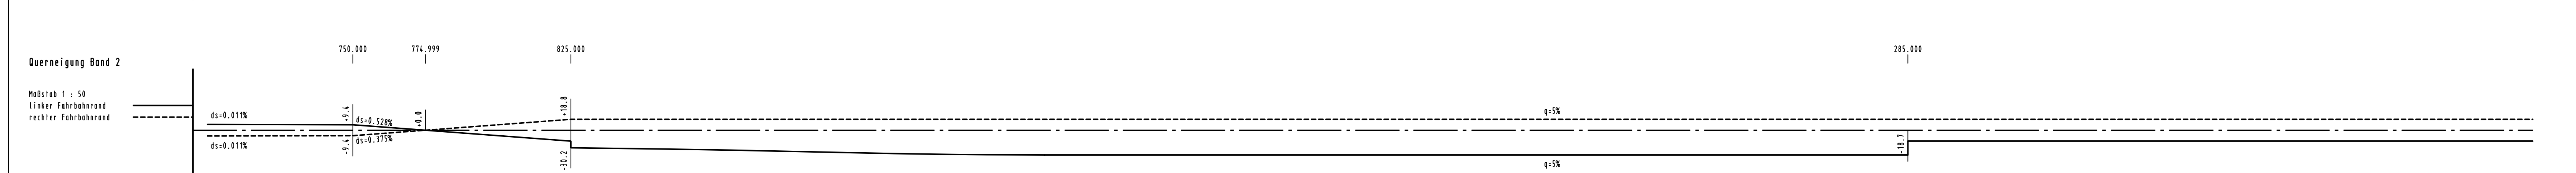 750.000
774.999
825.000
285.000
Querneigung Band 2
Maßstab 1 : 50
linker Fahrbahnrand
rechter Fahrbahnrand
ds=0.011%
+9.4
ds=0.528%
+0.0
+18.8
q=5%
ds=0.011%
-9.4
ds=0.375%
-30.2
q=5%
-18.7